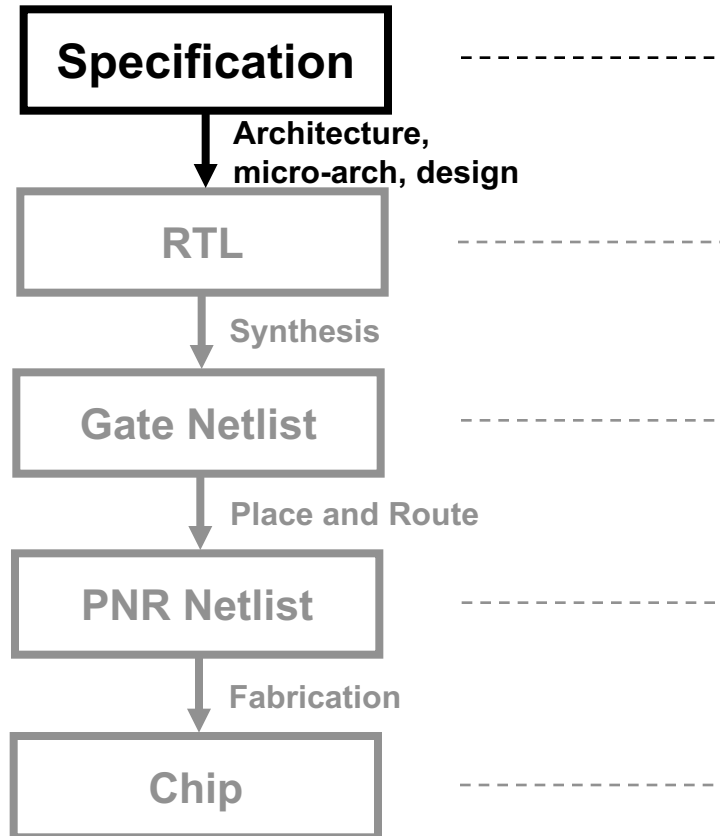 Specification
Architecture,
micro-arch, design
RTL
Synthesis
Gate Netlist
Place and Route
PNR Netlist
Fabrication
Chip